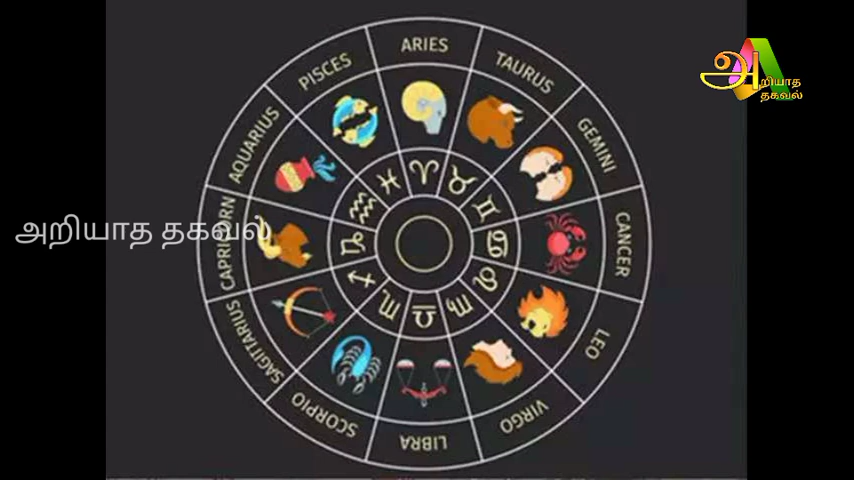 அறியாத
தகவல்
ARIES
TAURUS
GEMINI
CANCER
LEO
VIRGO
LIBRA
SCORPIO
SAGITTARIUS
CAPRICORN
AQUARIUS
PISCES
அறியாத தகவல்